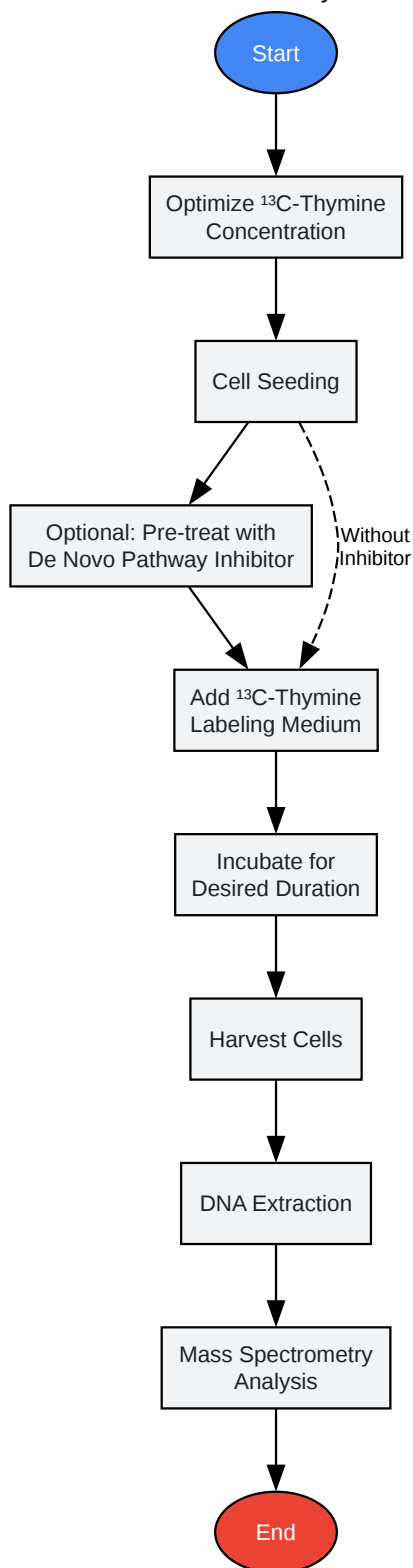 Start
Optimize ¹³C-Thymine
Concentration
Cell Seeding
Optional: Pre-treat with
De Novo Pathway Inhibitor
Without
Inhibitor
Add ¹³C-Thymine
Labeling Medium
Incubate for
Desired Duration
Harvest Cells
DNA Extraction
Mass Spectrometry
Analysis
End